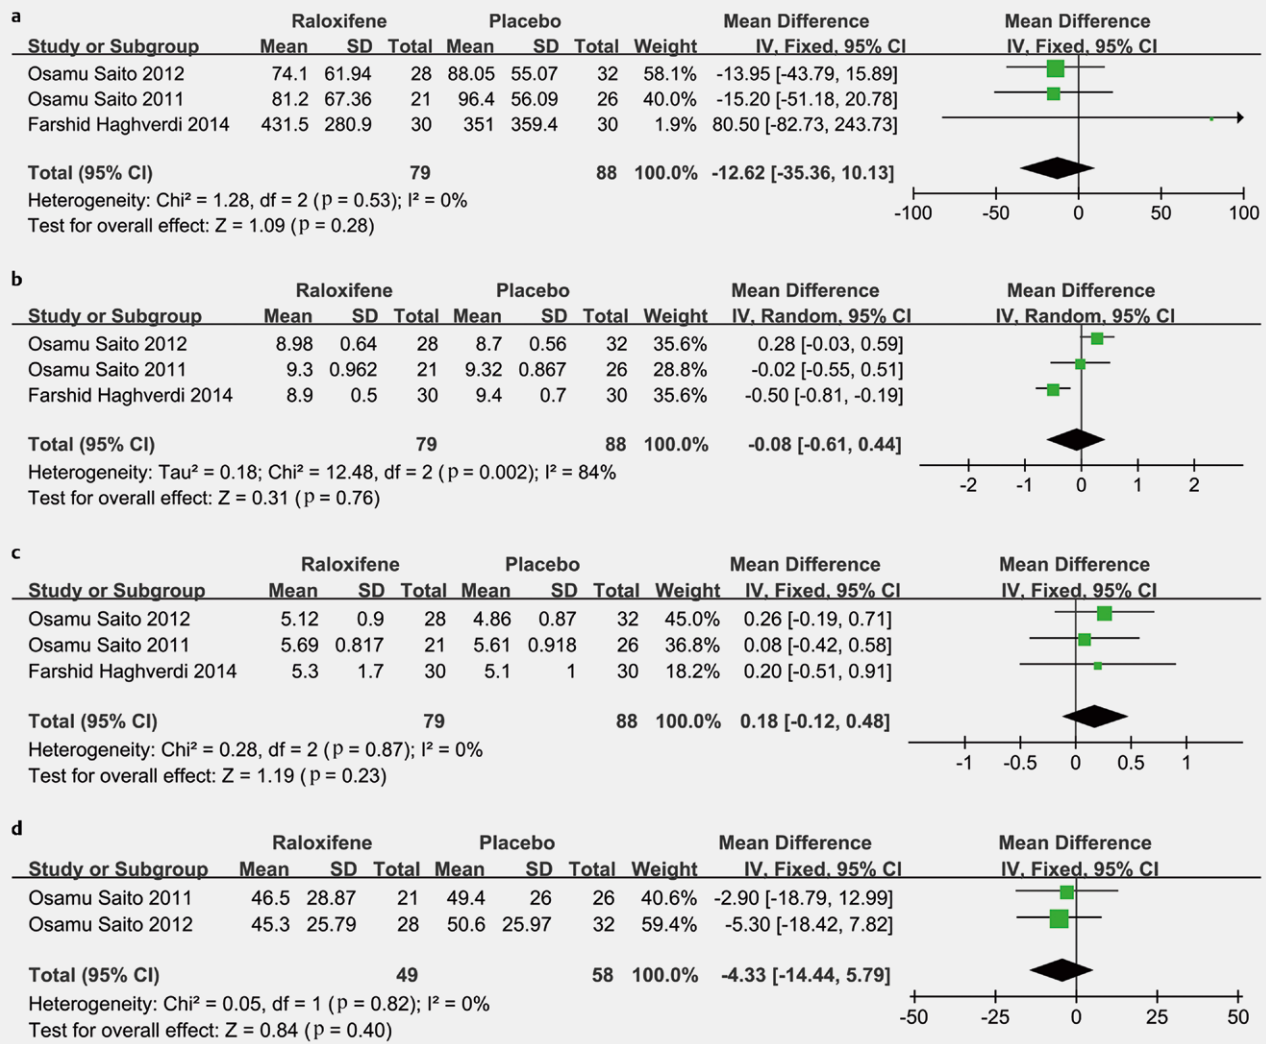 a
Raloxifene Placebo Mean Difference Mean Difference
Study or Subgroup Mean SD Total Mean SD Total Weight IV, Fixed, 95% CI IV, Fixed, 95% CI
Osamu Saito 2012 74.1 61.94 28 88.05 55.07 32 58.1% -13.95 [-43.79, 15.89]
Osamu Saito 2011 81.2 67.36 21 96.4 56.09 26 40.0% -15.20 [-51.18, 20.78]
Farshid Haghverdi 2014 431.5 280.9 30 351 359.4 30 1.9% 80.50 [-82.73, 243.73]
Total (95% CI) 79 88 100.0% -12.62 [-35.36, 10.13]
Heterogeneity: Chi² = 1.28, df = 2 (p = 0.53); I² = 0%
Test for overall effect: Z = 1.09 (p = 0.28)
-100 -50 0 50 100
b
Raloxifene Placebo Mean Difference Mean Difference
Study or Subgroup Mean SD Total Mean SD Total Weight IV, Random, 95% CI IV, Random, 95% CI
Osamu Saito 2012 8.98 0.64 28 8.7 0.56 32 35.6% 0.28 [-0.03, 0.59]
Osamu Saito 2011 9.3 0.962 21 9.32 0.867 26 28.8% -0.02 [-0.55, 0.51]
Farshid Haghverdi 2014 8.9 0.5 30 9.4 0.7 30 35.6% -0.50 [-0.81, -0.19]
Total (95% CI) 79 88 100.0% -0.08 [-0.61, 0.44]
Heterogeneity: Tau² = 0.18; Chi² = 12.48, df = 2 (p = 0.002); I² = 84%
Test for overall effect: Z = 0.31 (p = 0.76)
-2 -1 0 1 2
c
Raloxifene Placebo Mean Difference Mean Difference
Study or Subgroup Mean SD Total Mean SD Total Weight IV, Fixed, 95% CI IV, Fixed, 95% CI
Osamu Saito 2012 5.12 0.9 28 4.86 0.87 32 45.0% 0.26 [-0.19, 0.71]
Osamu Saito 2011 5.69 0.817 21 5.61 0.918 26 36.8% 0.08 [-0.42, 0.58]
Farshid Haghverdi 2014 5.3 1.7 30 5.1 1 30 18.2% 0.20 [-0.51, 0.91]
Total (95% CI) 79 88 100.0% 0.18 [-0.12, 0.48]
Heterogeneity: Chi² = 0.28, df = 2 (p = 0.87); I² = 0%
Test for overall effect: Z = 1.19 (p = 0.23)
-1 -0.5 0 0.5 1
d
Raloxifene Placebo Mean Difference Mean Difference
Study or Subgroup Mean SD Total Mean SD Total Weight IV, Fixed, 95% CI IV, Fixed, 95% CI
Osamu Saito 2011 46.5 28.87 21 49.4 26 26 40.6% -2.90 [-18.79, 12.99]
Osamu Saito 2012 45.3 25.79 28 50.6 25.97 32 59.4% -5.30 [-18.42, 7.82]
Total (95% CI) 49 58 100.0% -4.33 [-14.44, 5.79]
Heterogeneity: Chi² = 0.05, df = 1 (p = 0.82); I² = 0%
Test for overall effect: Z = 0.84 (p = 0.40)
-50 -25 0 25 50